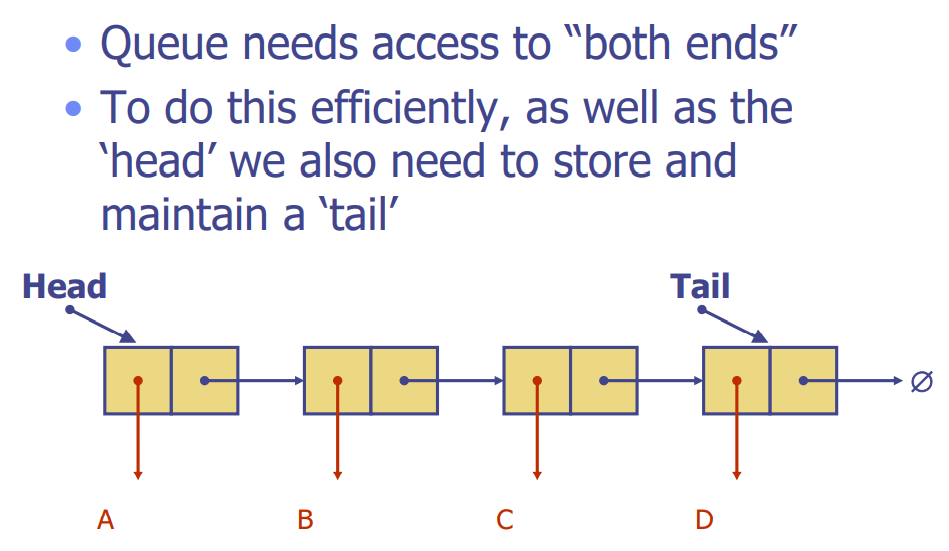 • Queue needs access to “both ends”
• To do this efficiently, as well as the
‘head’ we also need to store and
maintain a ‘tail’
Head Tail
∅
A B C D